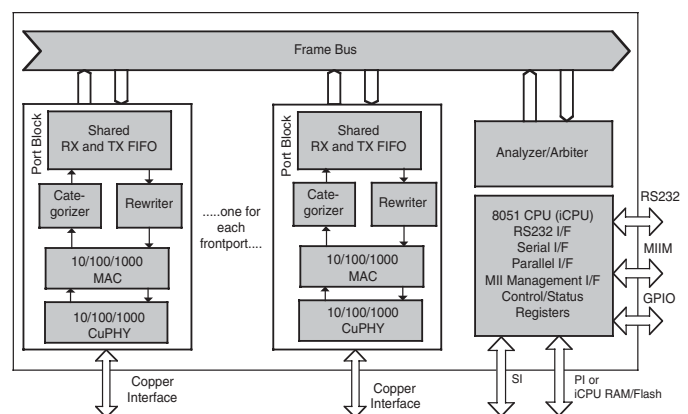 Frame Bus
Port Block
Shared
RX and TX FIFO
Cate-
gorizer
Rewriter
10/100/1000
MAC
10/100/1000
CuPHY
Copper
Interface
.....one for
each
frontport....
Port Block
Shared
RX and TX FIFO
Cate-
gorizer
Rewriter
10/100/1000
MAC
10/100/1000
CuPHY
Copper
Interface
Analyzer/Arbiter
8051 CPU (iCPU)
RS232 I/F
Serial I/F
Parallel I/F
MII Management I/F
Control/Status
Registers
RS232
MIIM
GPIO
SI
PI or
iCPU RAM/Flash